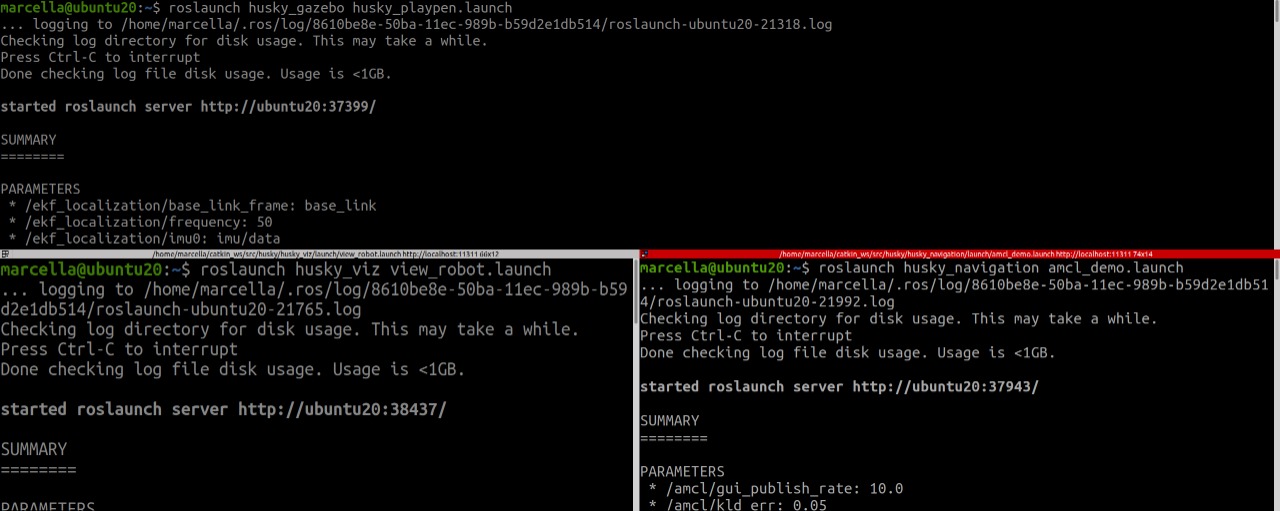 marcella@ubuntu20:~$ roslaunch husky_gazebo husky_playpen.launch
... logging to /home/marcella/.ros/log/8610be8e-50ba-11ec-989b-b59d2e1db514/roslaunch-ubuntu20-21318.log
Checking log directory for disk usage. This may take a while.
Press Ctrl-C to interrupt
Done checking log file disk usage. Usage is <1GB.
started roslaunch server http://ubuntu20:37399/
SUMMARY
========
PARAMETERS
* /ekf_localization/base_link_frame: base_link
* /ekf_localization/frequency: 50
* /ekf_localization/imu0: imu/data
/home/marcella/catkin_ws/src/husky/husky_viz/launch/view_robot.launch http://localhost:11311 66x12
marcella@ubuntu20:~$ roslaunch husky_viz view_robot.launch
... logging to /home/marcella/.ros/log/8610be8e-50ba-11ec-989b-b59
d2e1db514/roslaunch-ubuntu20-21765.log
Checking log directory for disk usage. This may take a while.
Press Ctrl-C to interrupt
Done checking log file disk usage. Usage is <1GB.
started roslaunch server http://ubuntu20:38437/
SUMMARY
========
PARAMETERS
/home/marcella/catkin_ws/src/husky/husky_navigation/launch/amcl_demo.launch http://localhost:11311 74x14
marcella@ubuntu20:~$ roslaunch husky_navigation amcl_demo.launch
... logging to /home/marcella/.ros/log/8610be8e-50ba-11ec-989b-b59d2e1db51
4/roslaunch-ubuntu20-21992.log
Checking log directory for disk usage. This may take a while.
Press Ctrl-C to interrupt
Done checking log file disk usage. Usage is <1GB.
started roslaunch server http://ubuntu20:37943/
SUMMARY
========
PARAMETERS
* /amcl/gui_publish_rate: 10.0
* /amcl/kld_err: 0.05